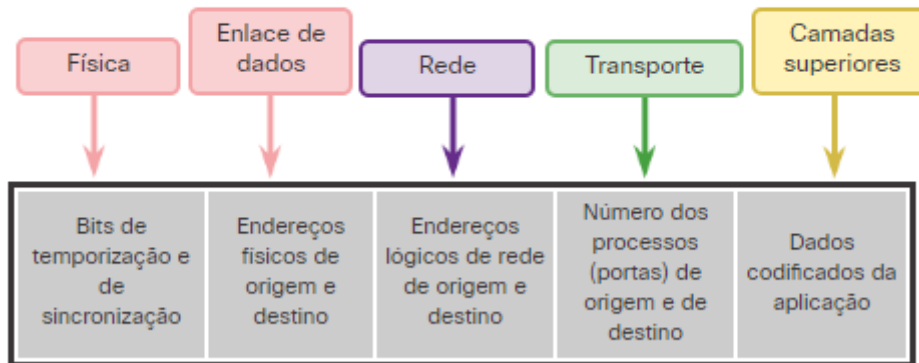 Física
Enlace de
dados
Rede
Transporte
Camadas
superiores
Bits de
temporização e
de
sincronização
Endereços
físicos de
origem e
destino
Endereços
lógicos de rede
de origem e
destino
Número dos
processos
(portas) de
origem e de
destino
Dados
codificados da
aplicação